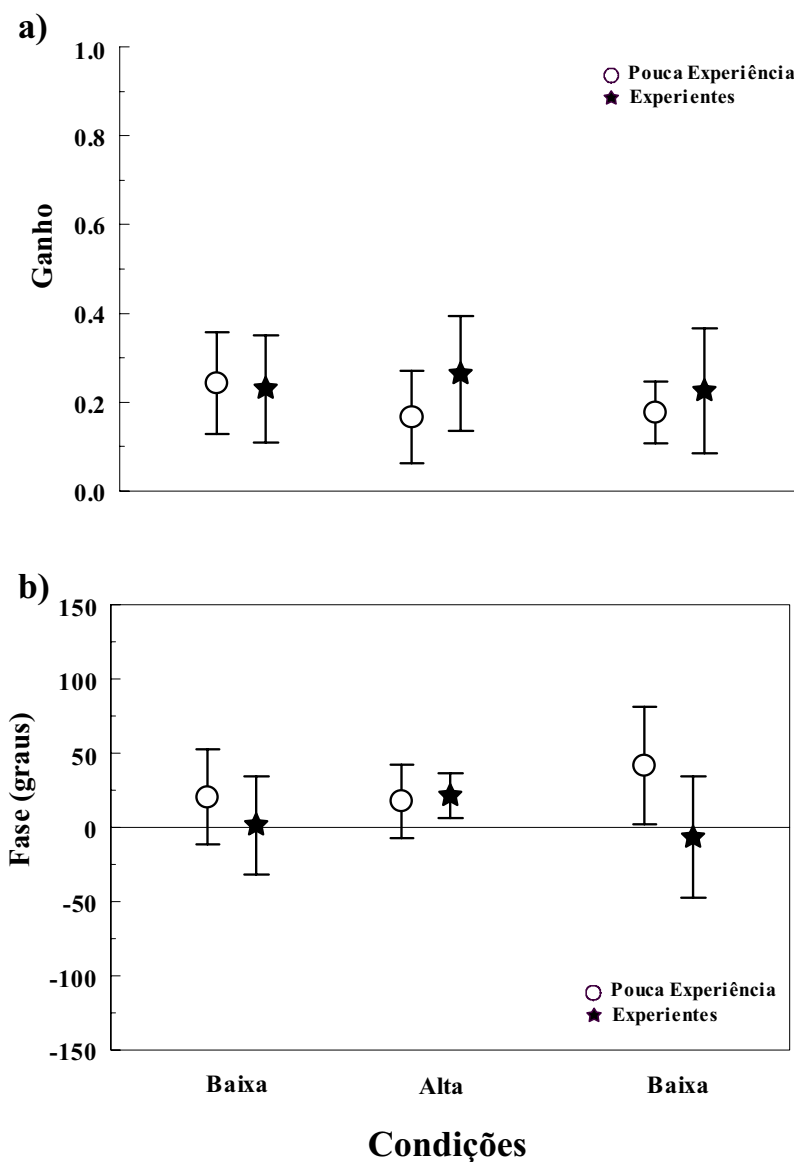 a)
1.0
0.8
0.6
0.4
0.2
0.0
Ganho
Pouca Experiência
Experientes
b)
150
100
50
0
-50
-100
-150
Fase (graus)
Pouca Experiência
Experientes
Baixa Alta Baixa
Condições